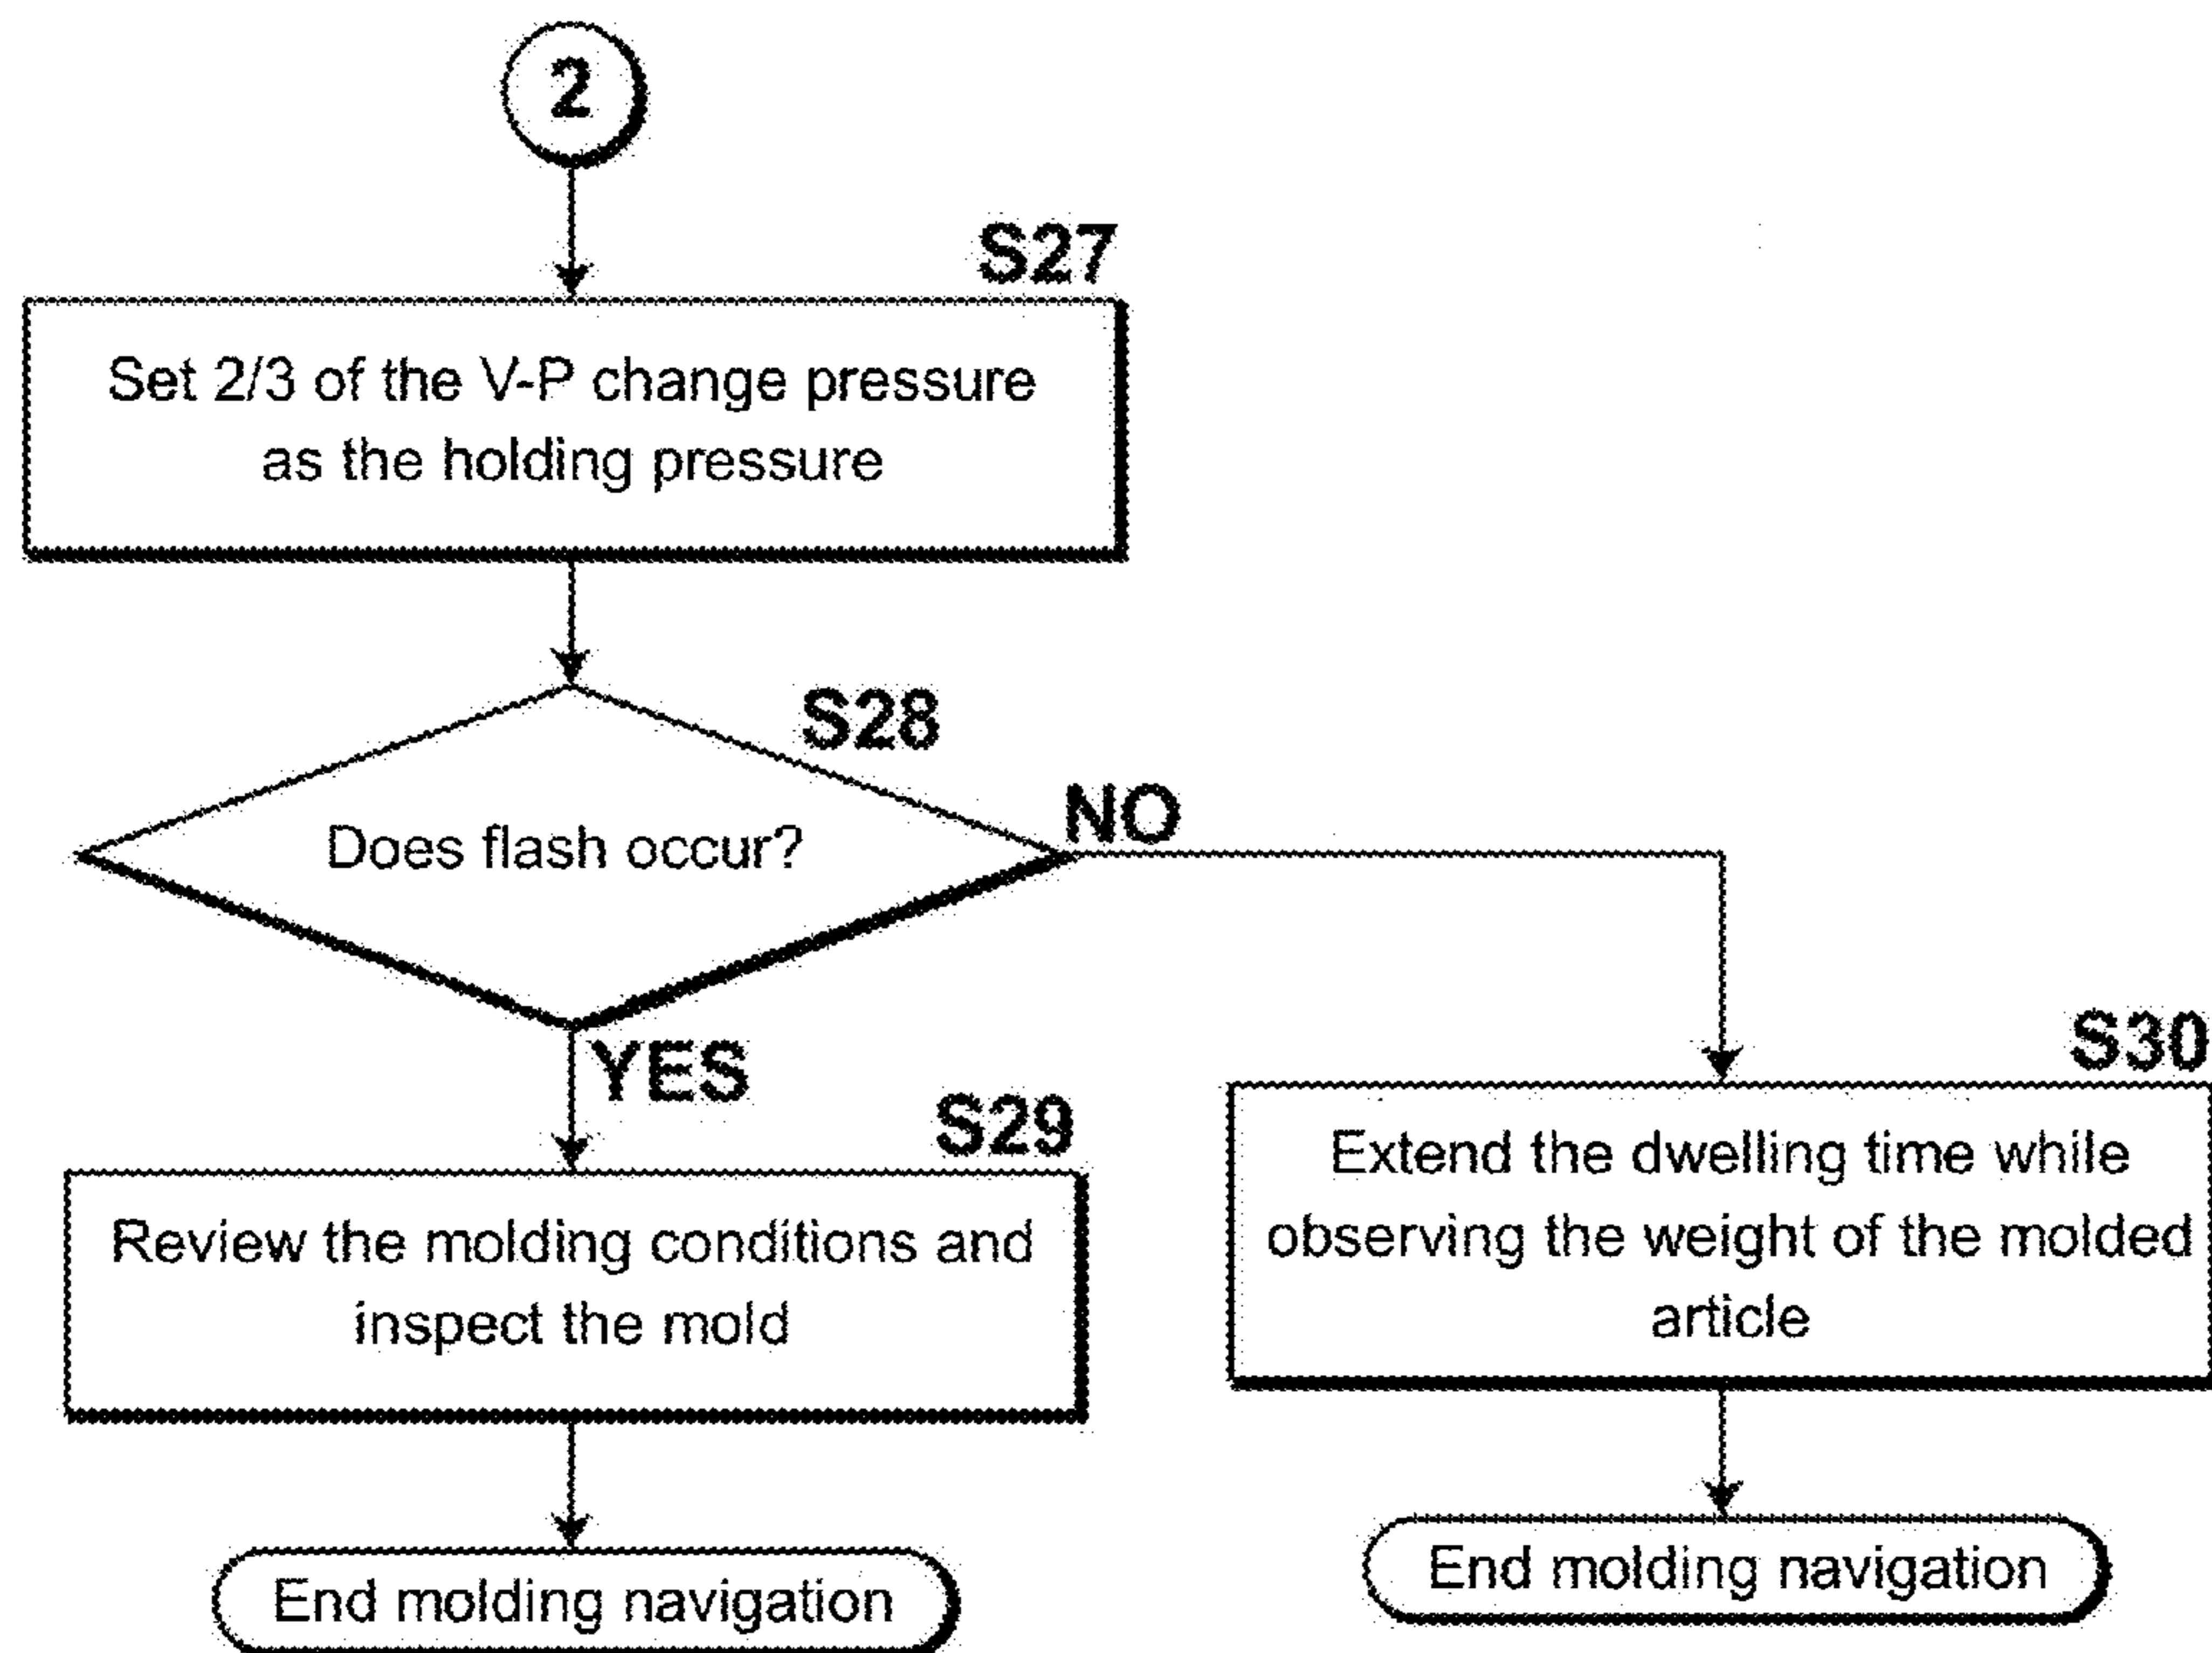 2
S27
Set 2/3 of the V-P change pressure
as the holding pressure
S28
Does flash occur?
NO
YES
S29
Review the molding conditions and
inspect the mold
End molding navigation
S30
Extend the dwelling time while
observing the weight of the molded
article
End molding navigation